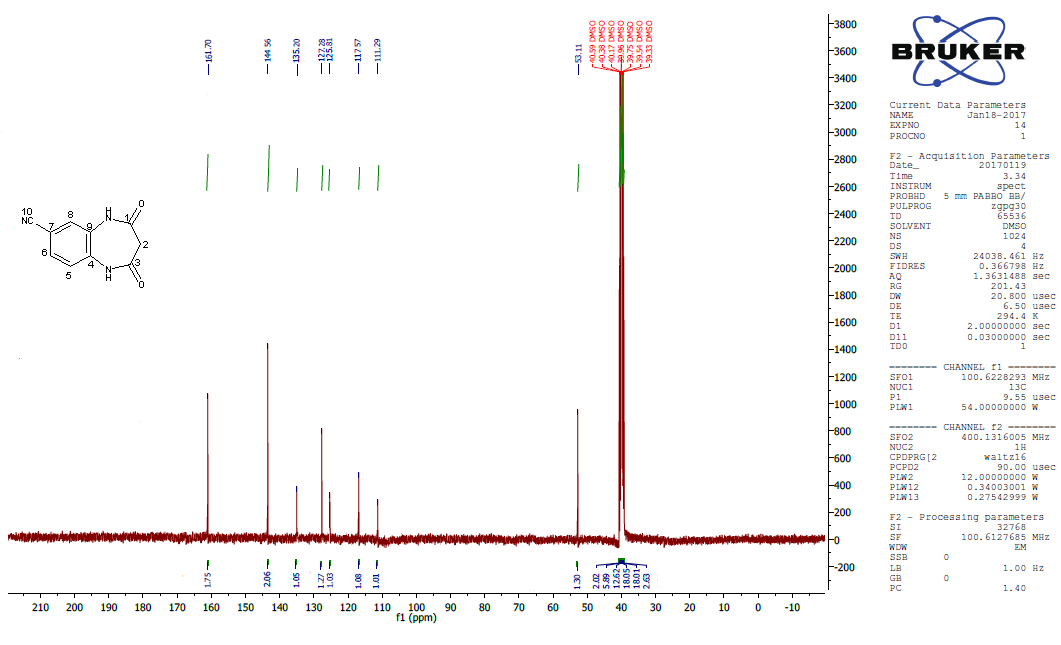 161.70
144.56
135.20
127.28
125.81
117.57
111.29
53.11
40.59 DMSO
40.38 DMSO
40.17 DMSO
39.96 DMSO
39.75 DMSO
39.54 DMSO
39.33 DMSO
3800
3600
3400
3200
3000
2800
2600
2400
2200
2000
1800
1600
1400
1200
1000
800
600
400
200
0
-200
10
NC
7
8
9
H
N
1
O
2
3
O
N
H
4
5
6
1.75
2.06
1.05
1.27
1.03
1.08
1.01
1.30
2.02
5.89
12.62
18.05
18.01
2.63
210 200 190 180 170 160 150 140 130 120 110 100 90 80 70 60 50 40 30 20 10 0 -10
f1 (ppm)
BRUKER
Current Data Parameters
NAME Jan18-2017
EXPNO 14
PROCNO 1
F2 - Acquisition Parameters
Date_ 20170119
Time 3.34
INSTRUM spect
PROBHD 5 mm PABBO BB/
PULPROG zgpg30
TD 65536
SOLVENT DMSO
NS 1024
DS 4
SWH 24038.461 Hz
FIDRES 0.366798 Hz
AQ 1.3631488 sec
RG 201.43
DW 20.800 usec
DE 6.50 usec
TE 294.4 K
D1 2.00000000 sec
D11 0.03000000 sec
TD0 1
======== CHANNEL f1 ========
SFO1 100.6228293 MHz
NUC1 13C
P1 9.55 usec
PLW1 54.00000000 W
======== CHANNEL f2 ========
SFO2 400.1316005 MHz
NUC2 1H
CPDPRG[2 waltz16
PCPD2 90.00 usec
PLW2 12.00000000 W
PLW12 0.34003001 W
PLW13 0.27542999 W
F2 - Processing parameters
SI 32768
SF 100.6127685 MHz
WDW EM
SSB 0
LB 1.00 Hz
GB 0
PC 1.40